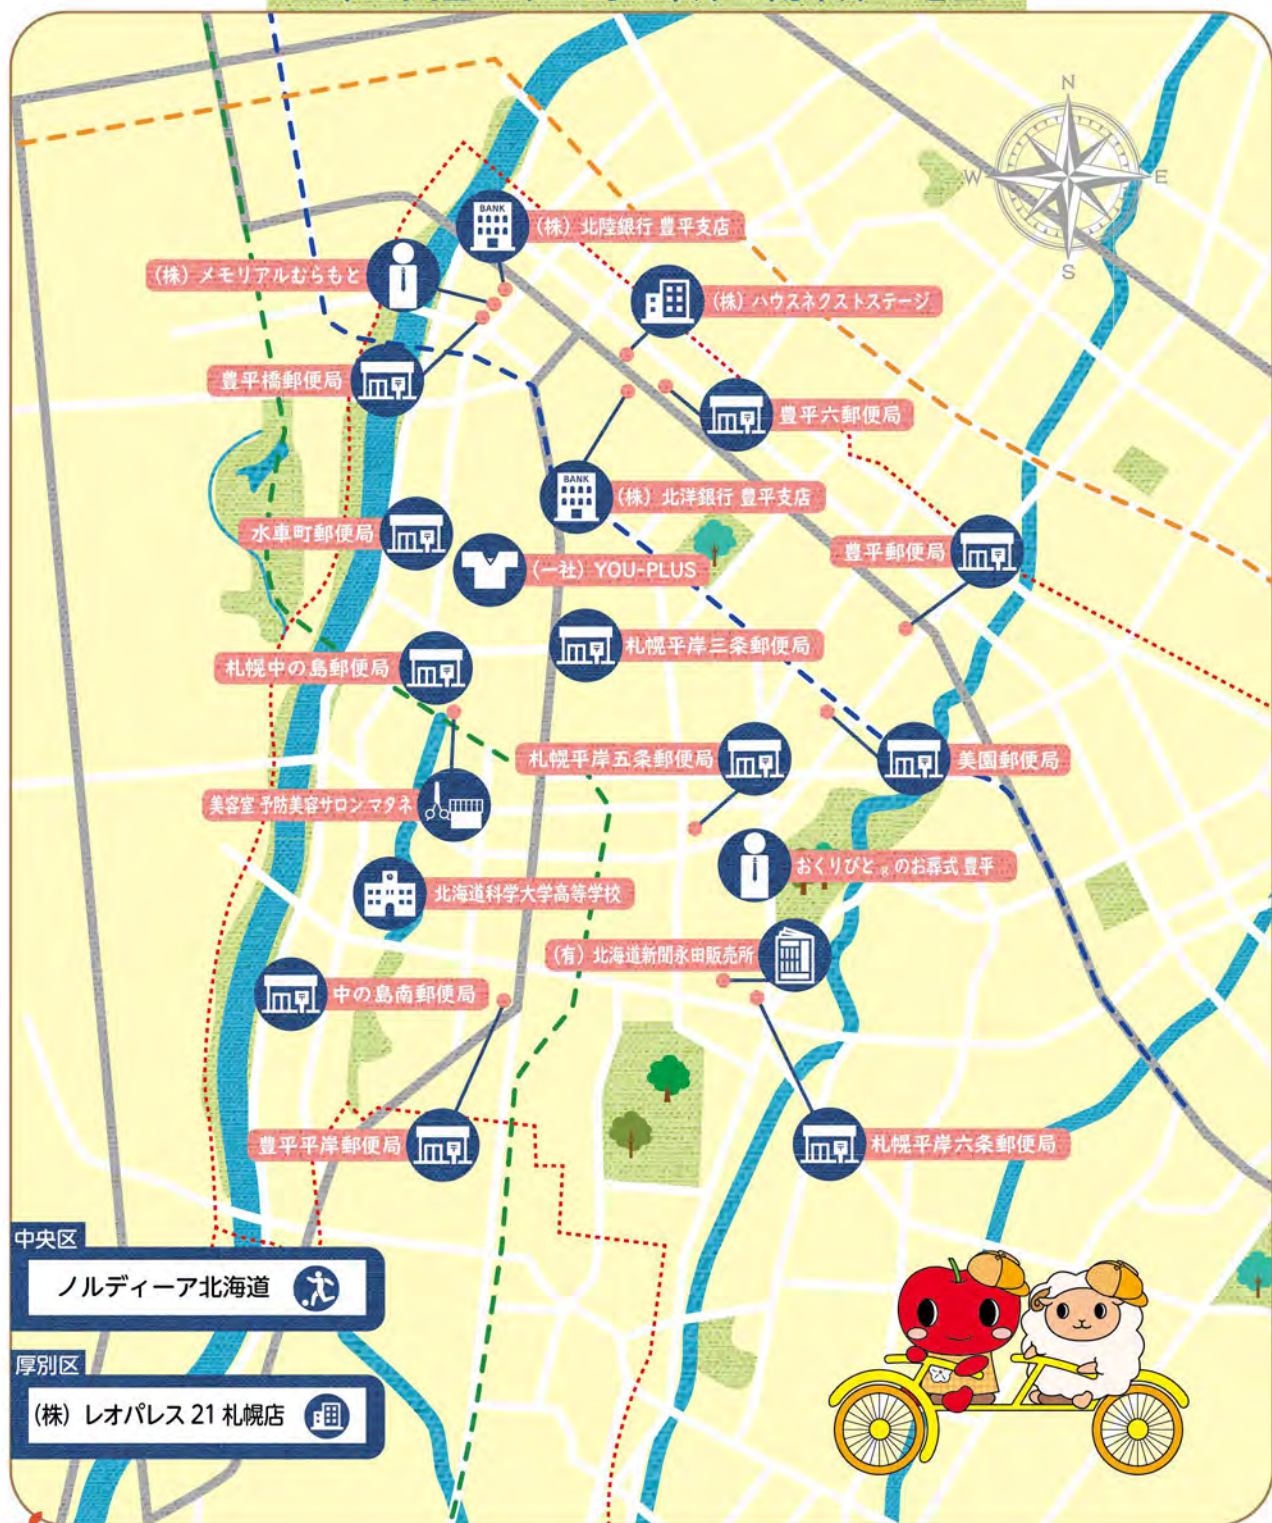 N
W
E
S
BANK
(株) 北陸銀行 豊平支店
(株) メモリアルむらもと
(株) ハウスネクストステージ
豊平橋郵便局
豊平六郵便局
BANK
(株) 北洋銀行 豊平支店
水車町郵便局
豊平郵便局
(一社) YOU-PLUS
札幌平岸三条郵便局
札幌中の島郵便局
札幌平岸五条郵便局
美園郵便局
美容室 予防美容サロン マタネ
おくりびと®のお葬式 豊平
北海道科学大学高等学校
(有) 北海道新聞永田販売所
中の島南郵便局
豊平平岸郵便局
札幌平岸六条郵便局
中央区
ノルディーア北海道
厚別区
(株) レオパレス 21 札幌店